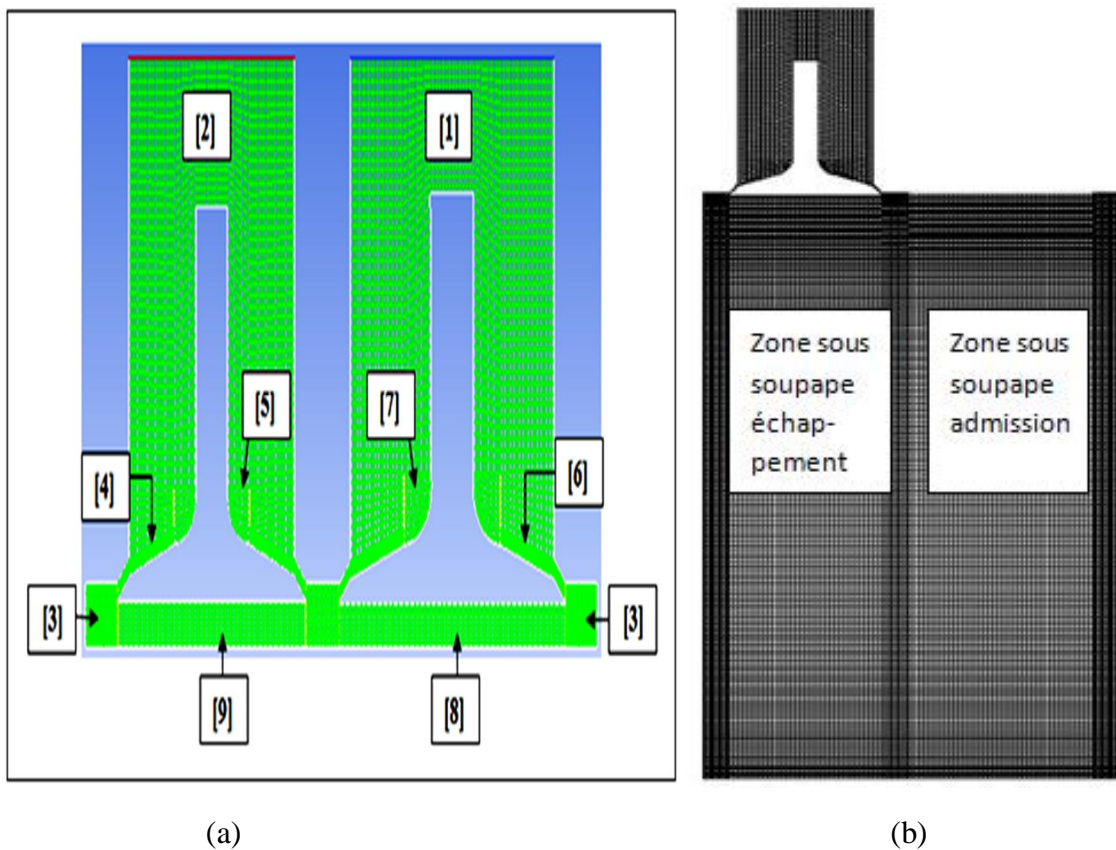 [2]
[1]
[5]
[7]
[4]
[6]
[3]
[3]
[9]
[8]
Zone sous
soupape
échap-
pement
Zone sous
soupape
admission
(a)
(b)